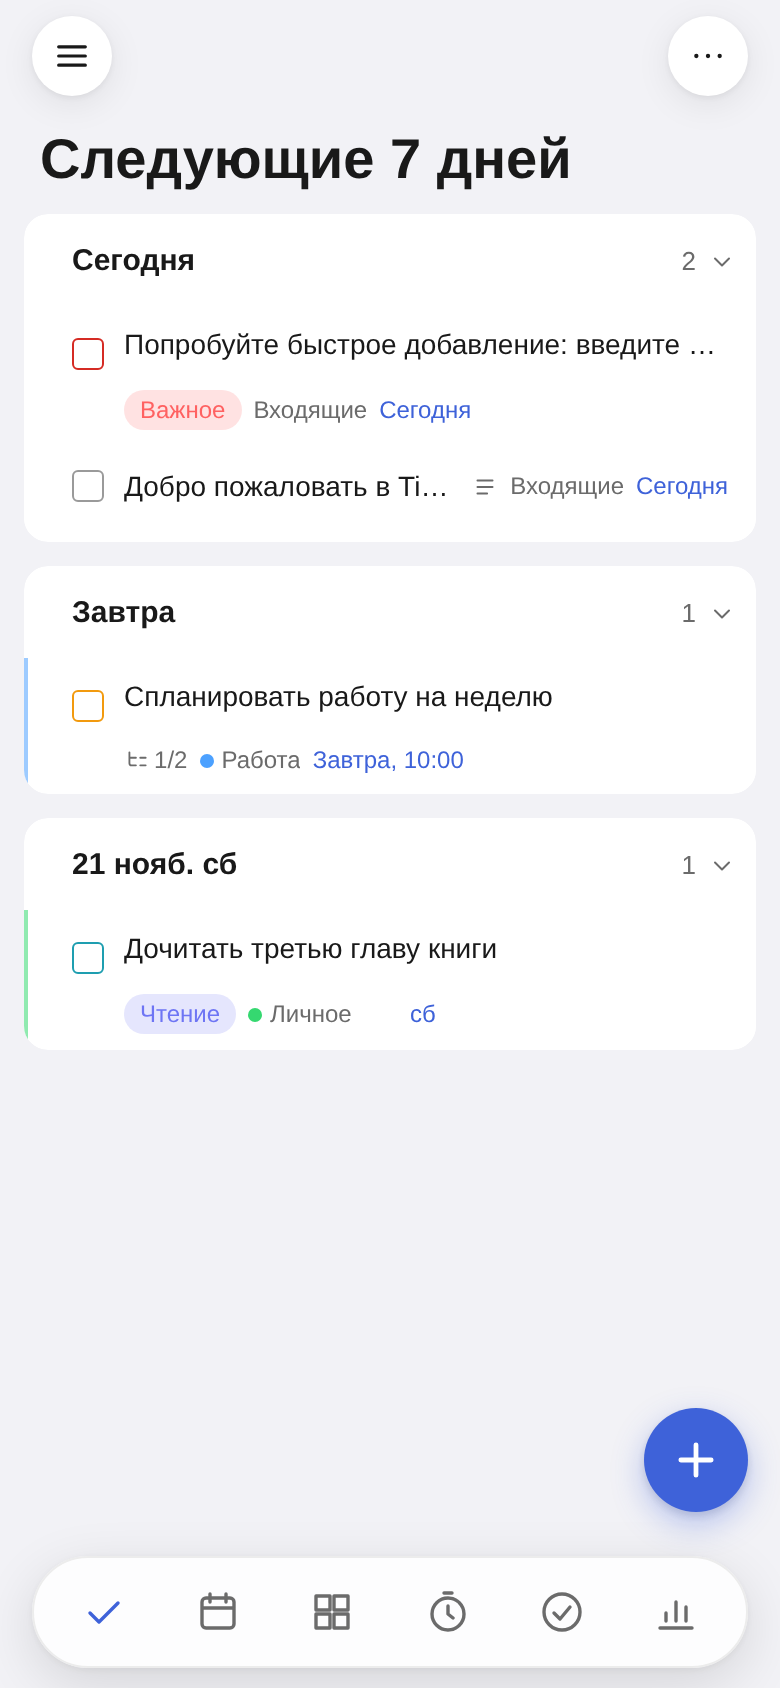 Следующие 7 дней
Сегодня 2
Попробуйте быстрое добавление: введите …
Важное Входящие Сегодня
Добро пожаловать в Ti… Входящие Сегодня
Завтра 1
Спланировать работу на неделю
1/2 Работа Завтра, 10:00
21 нояб. сб 1
Дочитать третью главу книги
Чтение Личное сб